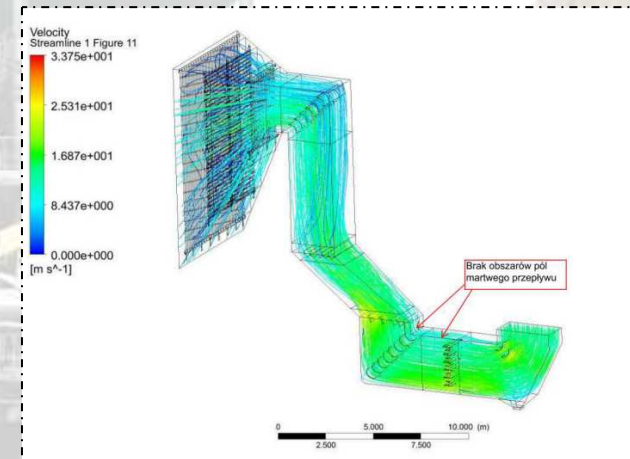 Velocity
Streamline 1 Figure 11
3.375e+001
2.531e+001
1.687e+001
8.437e+000
0.000e+000
[m s^-1]
Brak obszarów pól
martwego przepływu
0 5.000 10.000 (m)
2.500 7.500